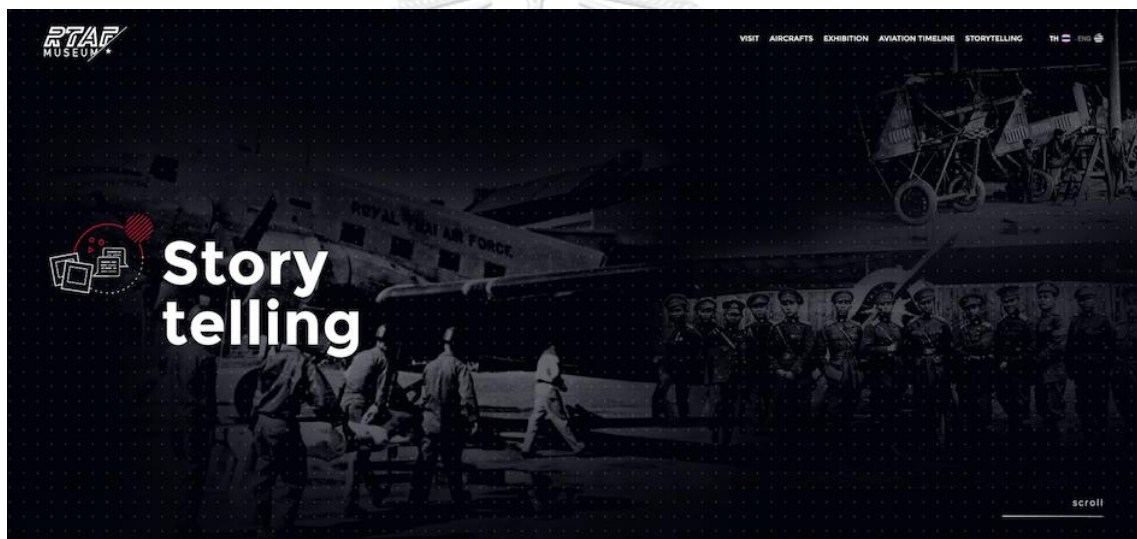 RTAF
MUSEUM
VISIT AIRCRAFTS EXHIBITION AVIATION TIMELINE STORYTELLING TH ENG
ROYAL THAI AIR FORCE
Story
telling
scroll